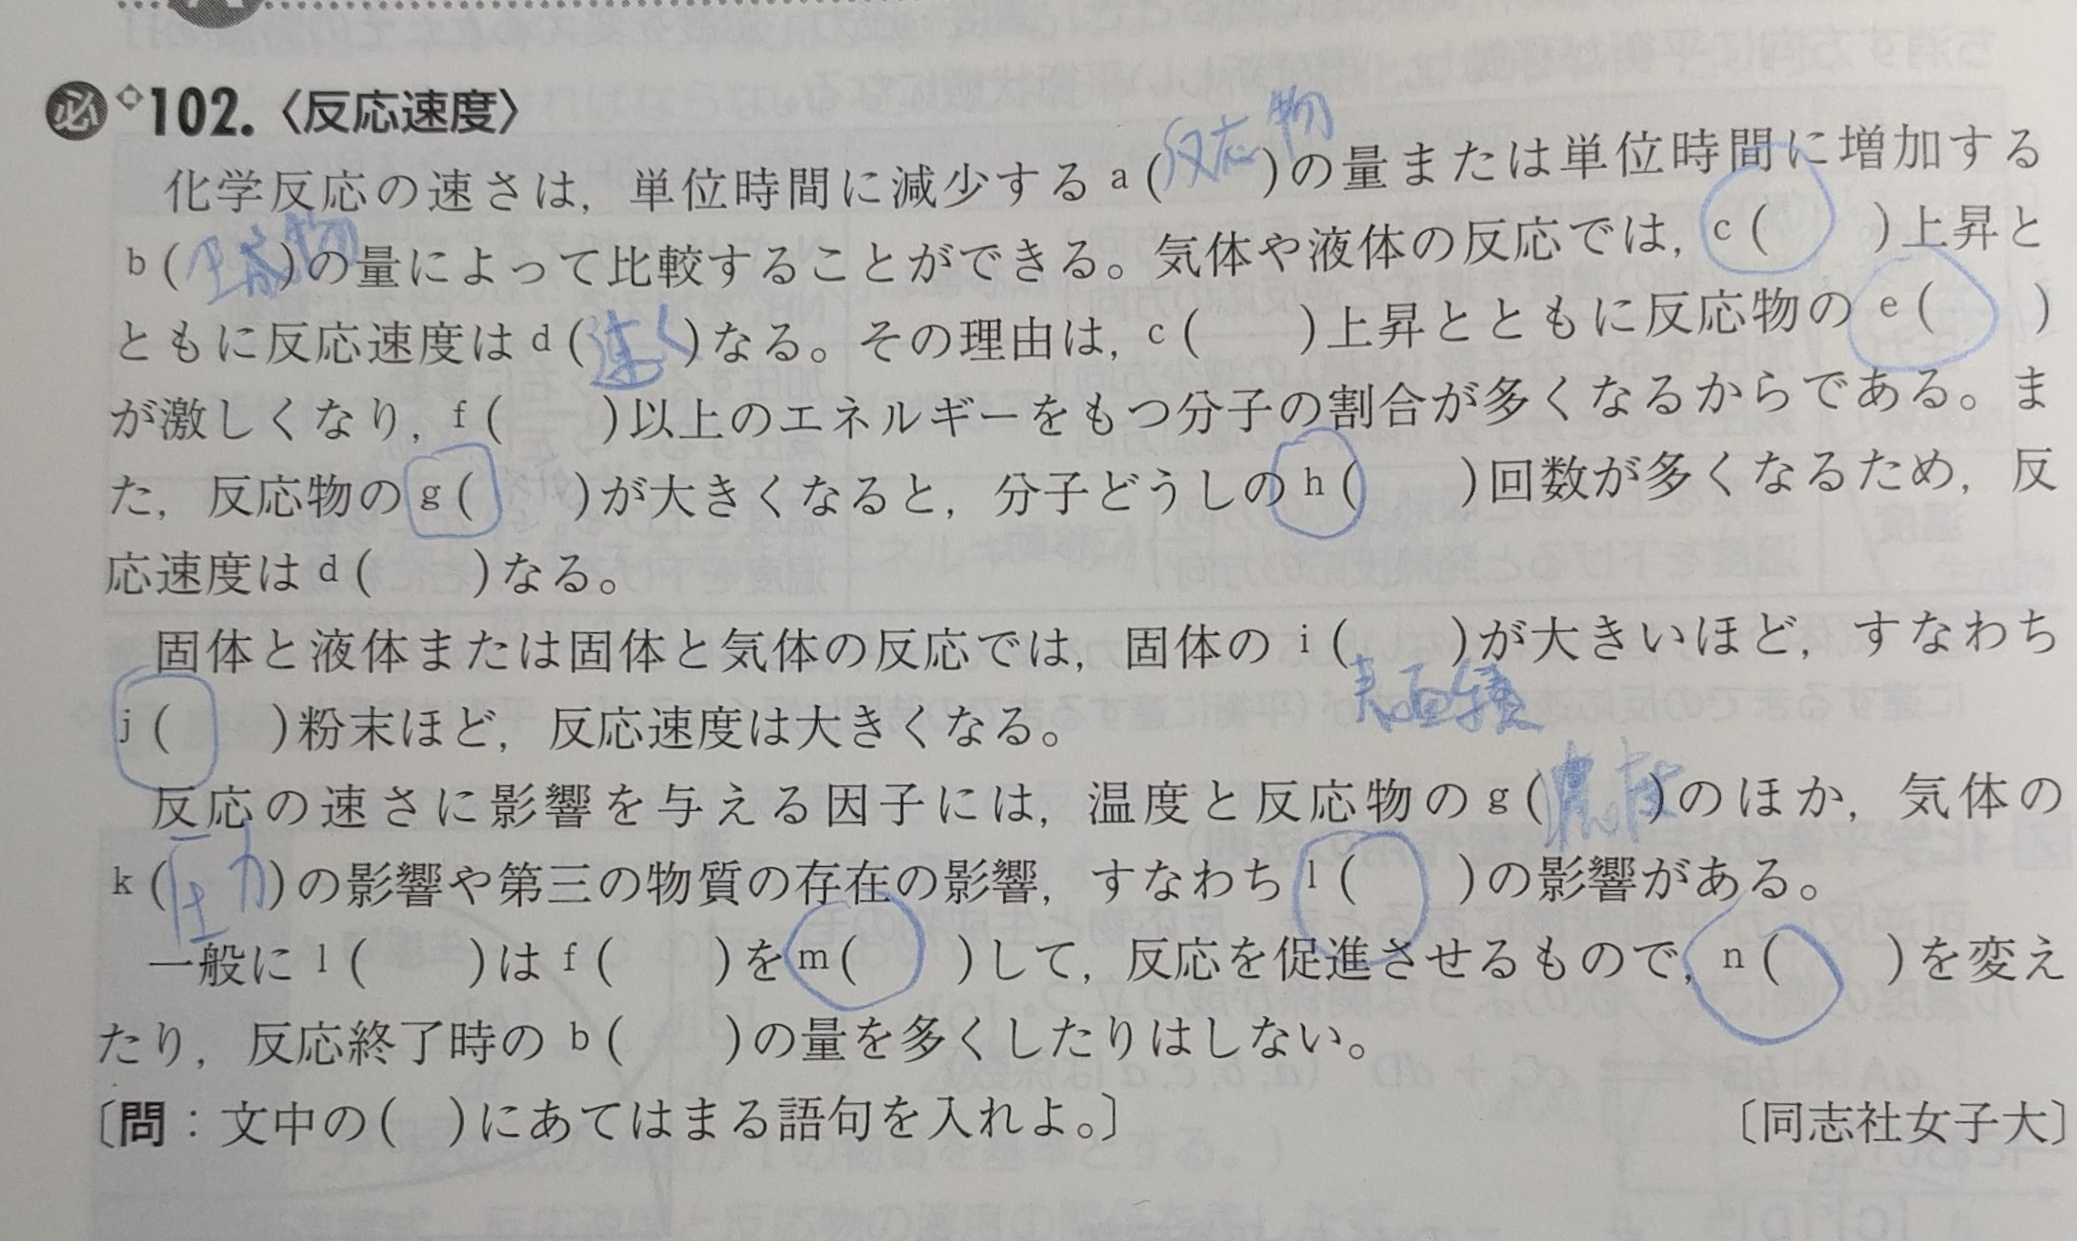 必 102.〈反応速度〉
化学反応の速さは，単位時間に減少する a(反応物)の量または単位時間に増加する
b(生成物)の量によって比較することができる。気体や液体の反応では，c(　　)上昇と
ともに反応速度は d(速く)なる。その理由は，c(　　)上昇とともに反応物の e(　　)
が激しくなり，f(　　)以上のエネルギーをもつ分子の割合が多くなるからである。ま
た，反応物の g(　　)が大きくなると，分子どうしの h(　　)回数が多くなるため，反
応速度は d(　　)なる。
固体と液体または固体と気体の反応では，固体の i(　　)が大きいほど，すなわち
表面積
j(　　)粉末ほど，反応速度は大きくなる。
反応の速さに影響を与える因子には，温度と反応物の g(濃度)のほか，気体の
k(圧力)の影響や第三の物質の存在の影響，すなわち l(　　)の影響がある。
一般に l(　　)は f(　　)を m(　　)して，反応を促進させるもので，n(　　)を変え
たり，反応終了時の b(　　)の量を多くしたりはしない。
〔問：文中の(　)にあてはまる語句を入れよ。〕　〔同志社女子大〕